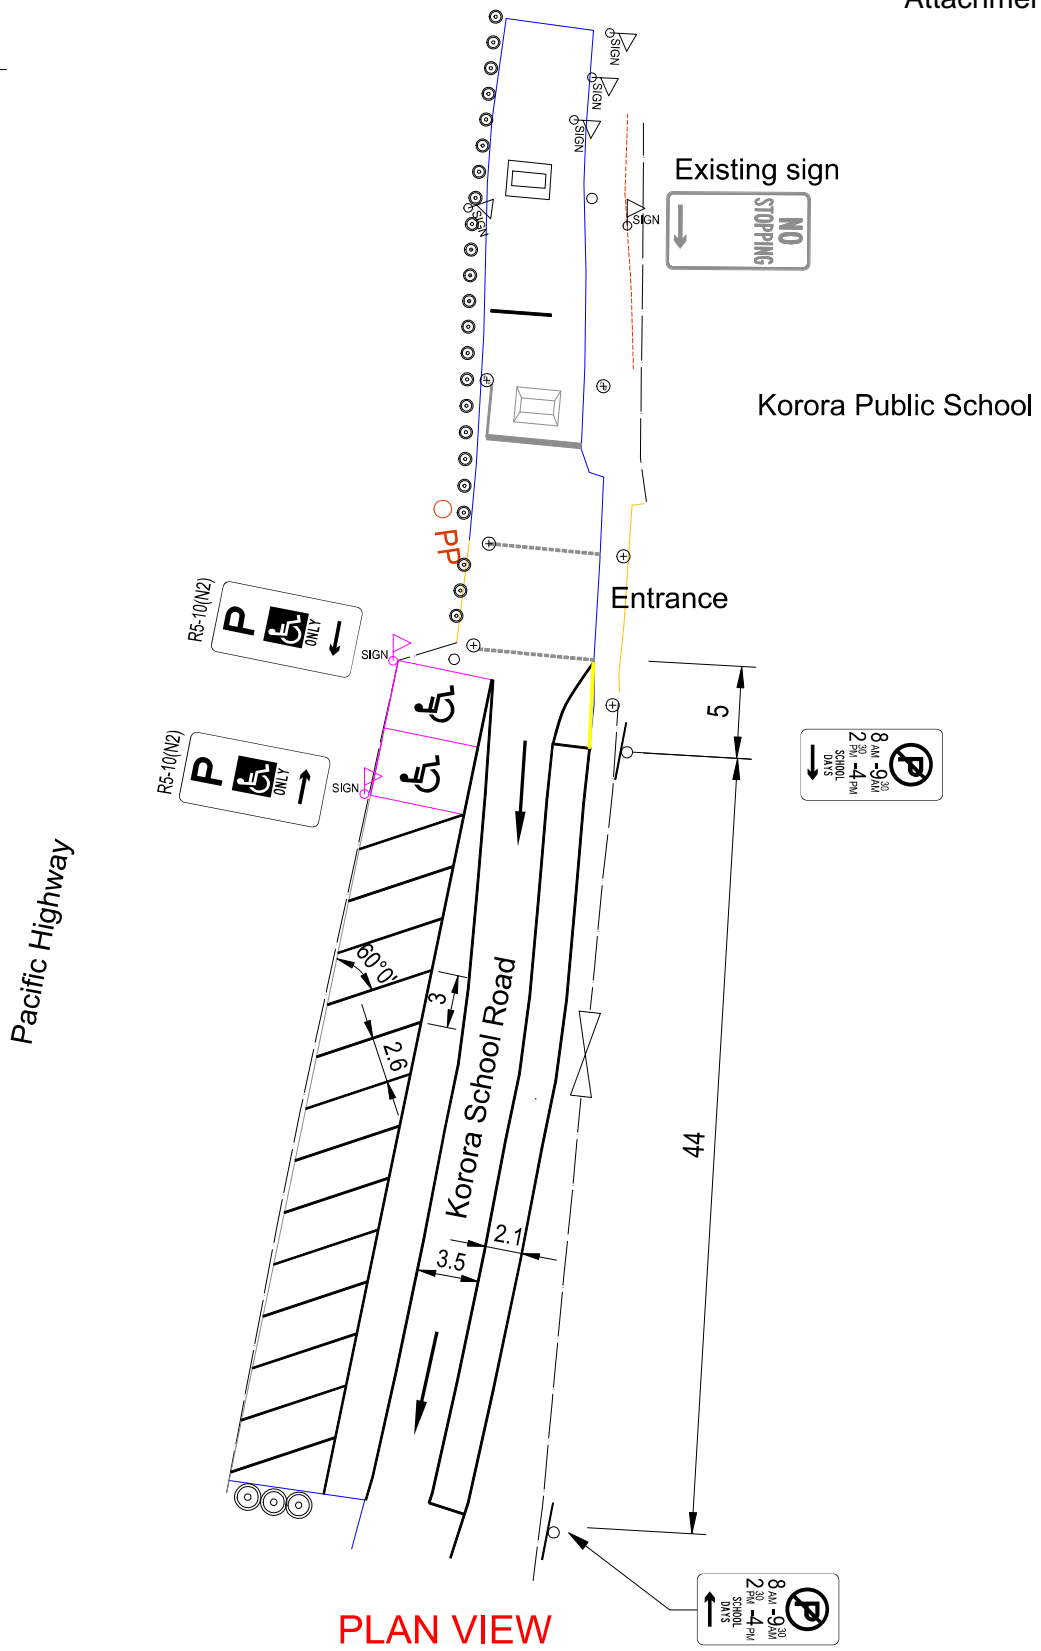 Attachmen
SIGN
SIGN
SIGN
Existing sign
SIGN
SIGN
NO
STOPPING
Korora Public School
PP
Entrance
R5-10(N2)
P
ONLY
SIGN
5
R5-10(N2)
P
ONLY
SIGN
P
8 AM -9 30 AM
2 30 PM -4 PM
SCHOOL
DAYS
Pacific Highway
60°0'
3
2.6
Korora School Road
44
2.1
3.5
P
8 AM -9 30 AM
2 30 PM -4 PM
SCHOOL
DAYS
PLAN VIEW